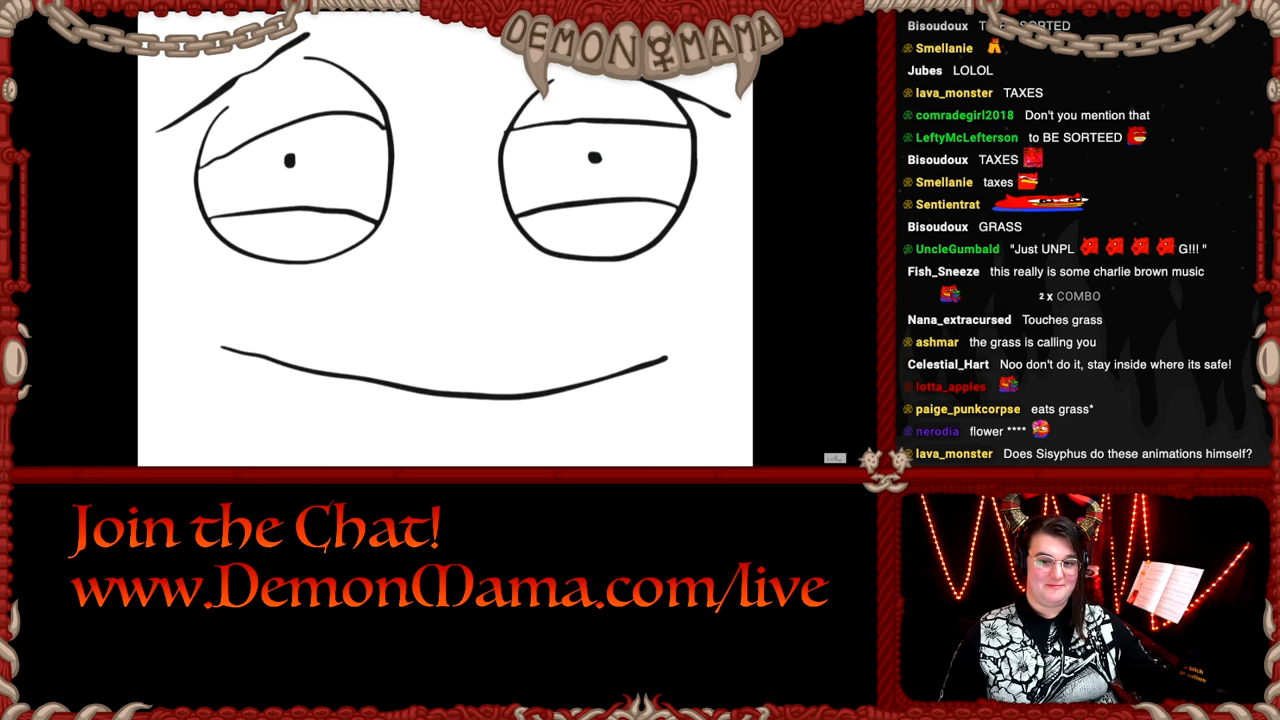 DEMON MAMA
Bisoudoux
Smellanie
Jubes LOLOL
lava_monster TAXES
comradegirl2018 Don't you mention that
LeftyMcLefterson to BE SORTEED
Bisoudoux TAXES
Smellanie taxes
Sentientrat
Bisoudoux GRASS
UncleGumbald "Just UNPL G!!! "
Fish_Sneeze this really is some charlie brown music
2 x COMBO
Nana_extracursed Touches grass
ashmar the grass is calling you
Celestial_Hart Noo don't do it, stay inside where its safe!
lotta_apples
paige_punkcorpse eats grass*
nerodia flower ****
lava_monster Does Sisyphus do these animations himself?
Join the Chat!
www.DemonMama.com/live